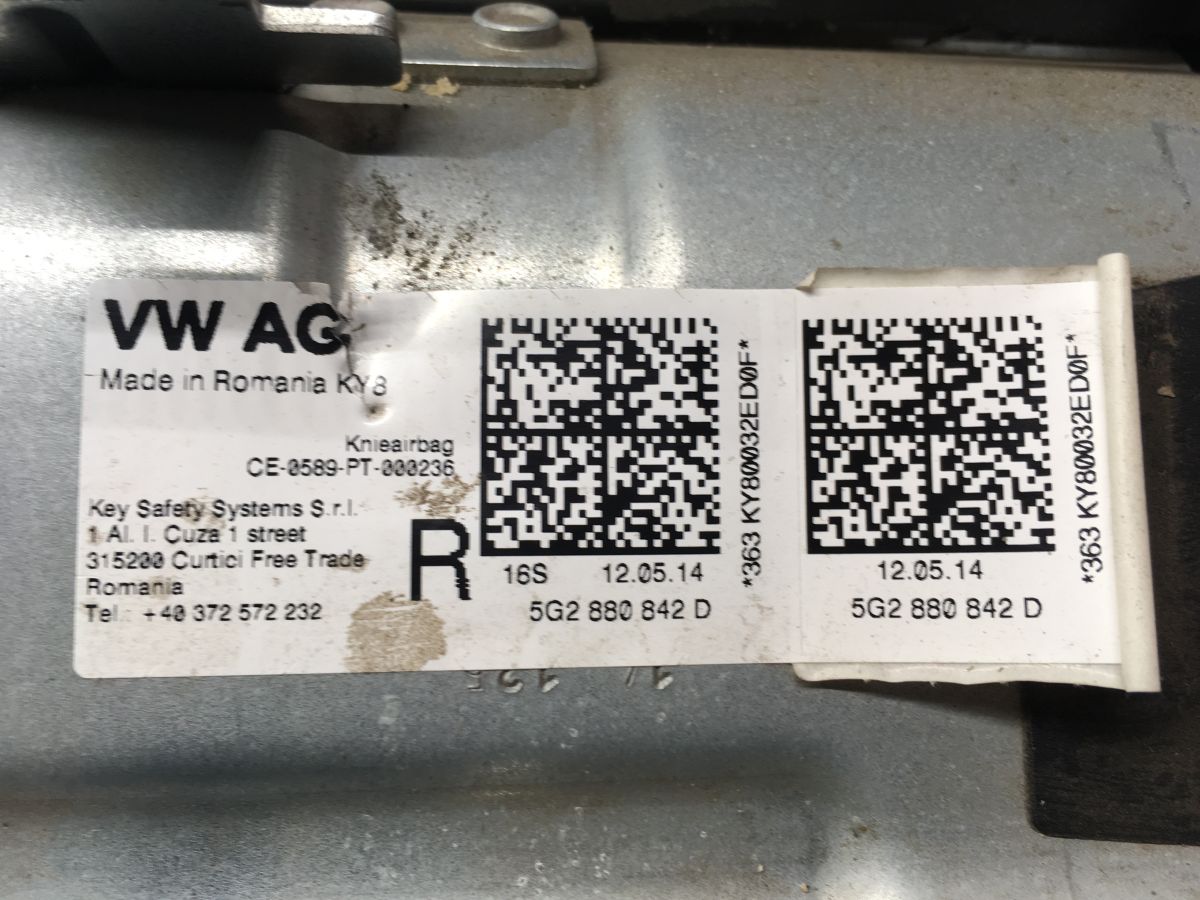 VW AG
Made in Romania KY8
Knieairbag
CE-0589-PT-000236
Key Safety Systems S.r.l.
1 Al. I. Cuza 1 street
315200 Curtici Free Trade
Romania
Tel.: +40 372 572 232
R
16S 12.05.14
5G2 880 842 D
*363 KY80032ED0F*
12.05.14
5G2 880 842 D
*363 KY80032ED0F*